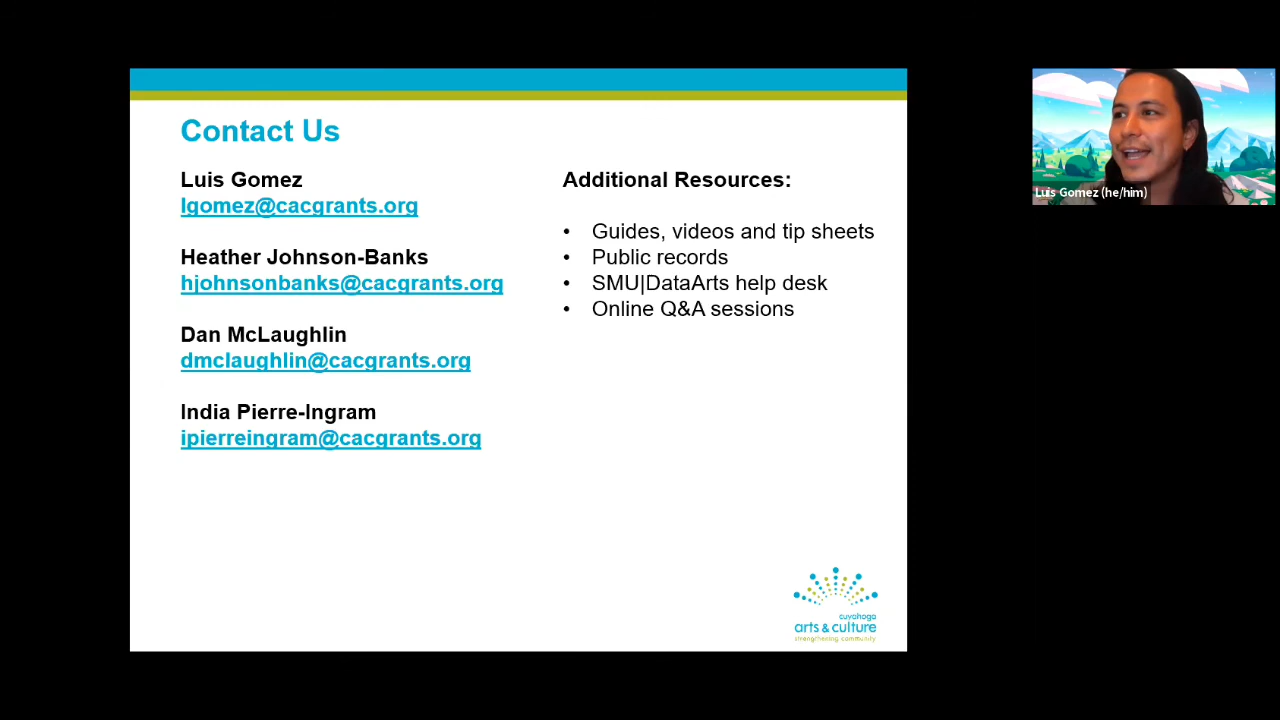 Contact Us
Luis Gomez
lgomez@cacgrants.org
Heather Johnson-Banks
hjohnsonbanks@cacgrants.org
Dan McLaughlin
dmclaughlin@cacgrants.org
India Pierre-Ingram
ipierreingram@cacgrants.org
Additional Resources:
• Guides, videos and tip sheets
• Public records
• SMU|DataArts help desk
• Online Q&A sessions
cuyahoga
arts & culture
strengthening community
Luis Gomez (he/him)